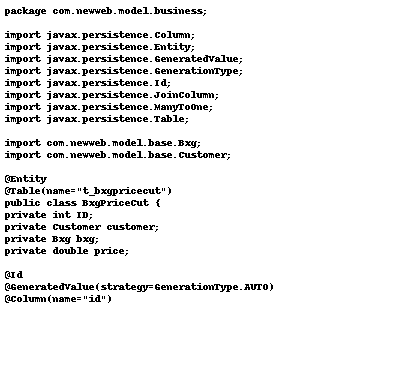 package com.newweb.model.business;
import javax.persistence.Column;
import javax.persistence.Entity;
import javax.persistence.GeneratedValue;
import javax.persistence.GenerationType;
import javax.persistence.Id;
import javax.persistence.JoinColumn;
import javax.persistence.ManyToOne;
import javax.persistence.Table;
import com.newweb.model.base.Bxg;
import com.newweb.model.base.Customer;
@Entity
@Table(name="t_bxgpricecut")
public class BxgPriceCut {
private int ID;
private Customer customer;
private Bxg bxg;
private double price;
@Id
@GeneratedValue(strategy=GenerationType.AUTO)
@Column(name="id")